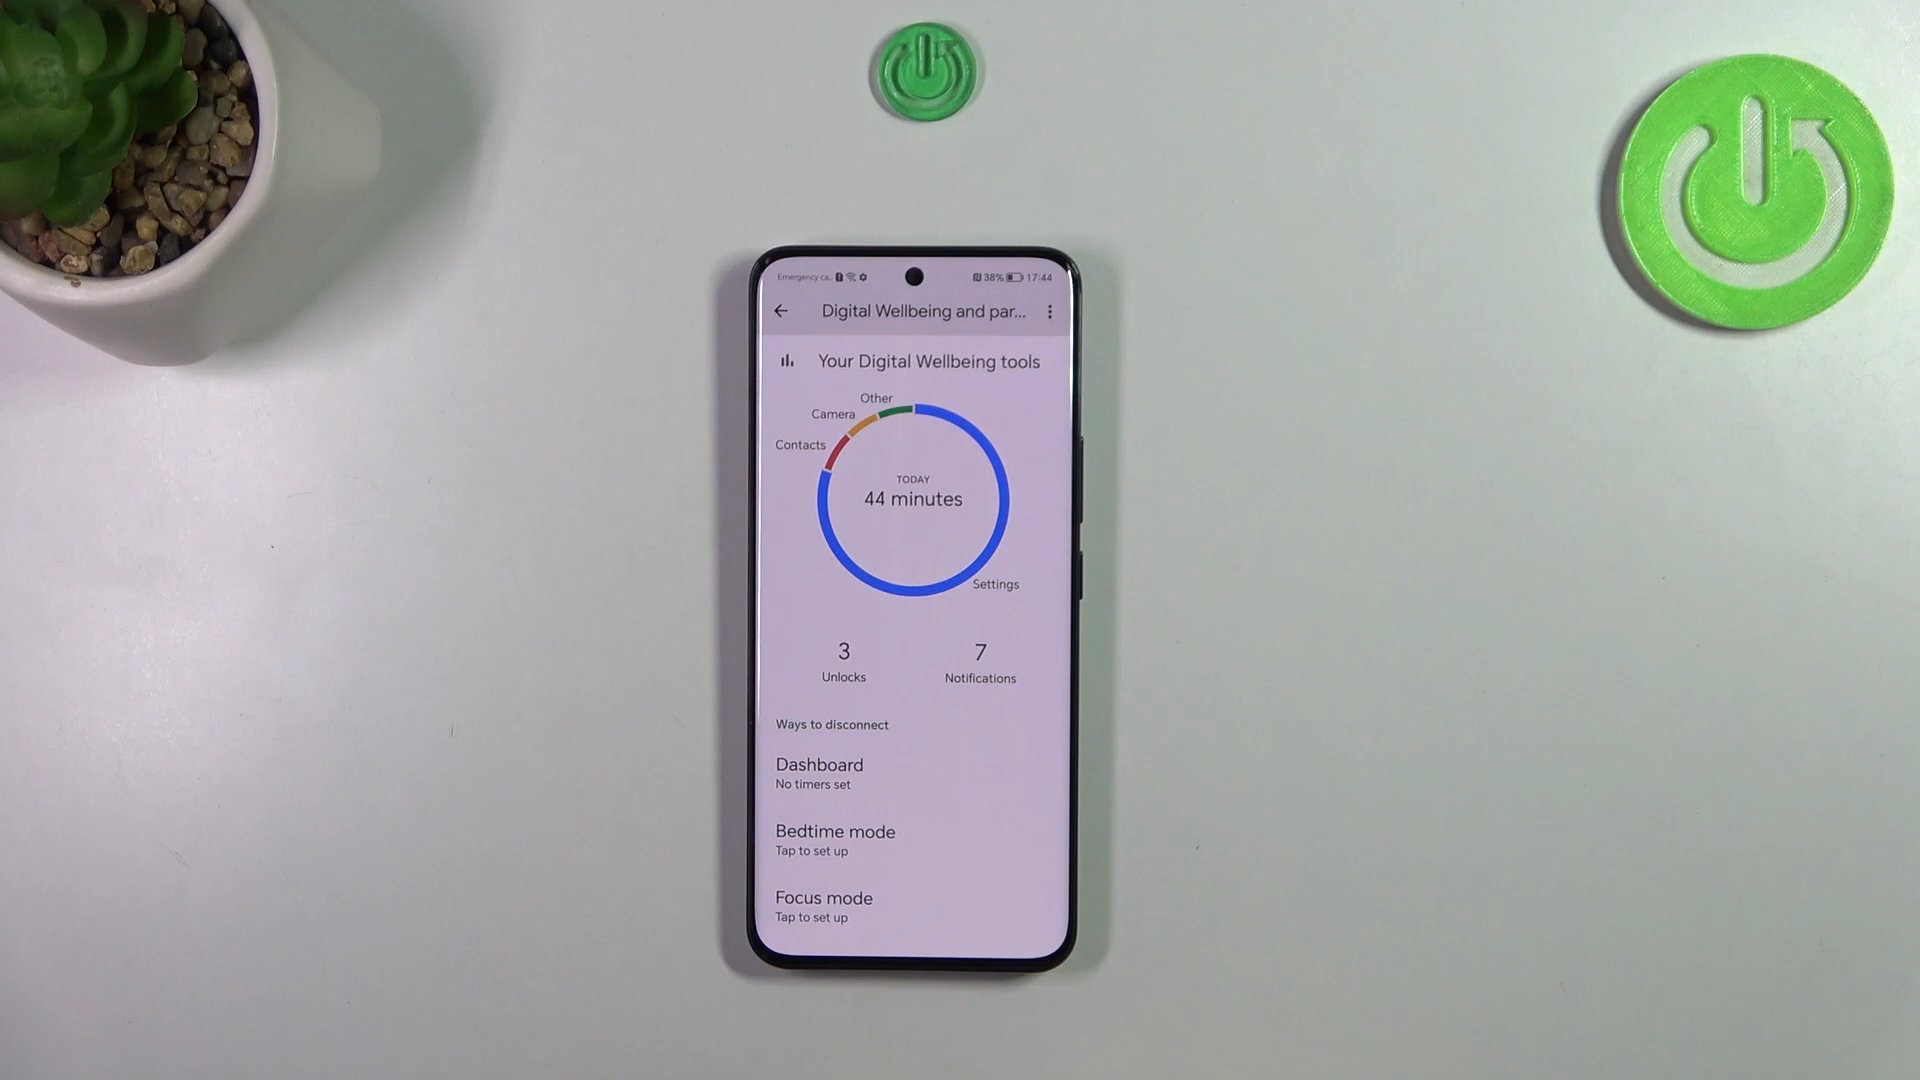 Emergency ca... 38% 17:44
Digital Wellbeing and par...
Your Digital Wellbeing tools
Other
Camera
Contacts
TODAY
44 minutes
Settings
3 7
Unlocks Notifications
Ways to disconnect
Dashboard
No timers set
Bedtime mode
Tap to set up
Focus mode
Tap to set up